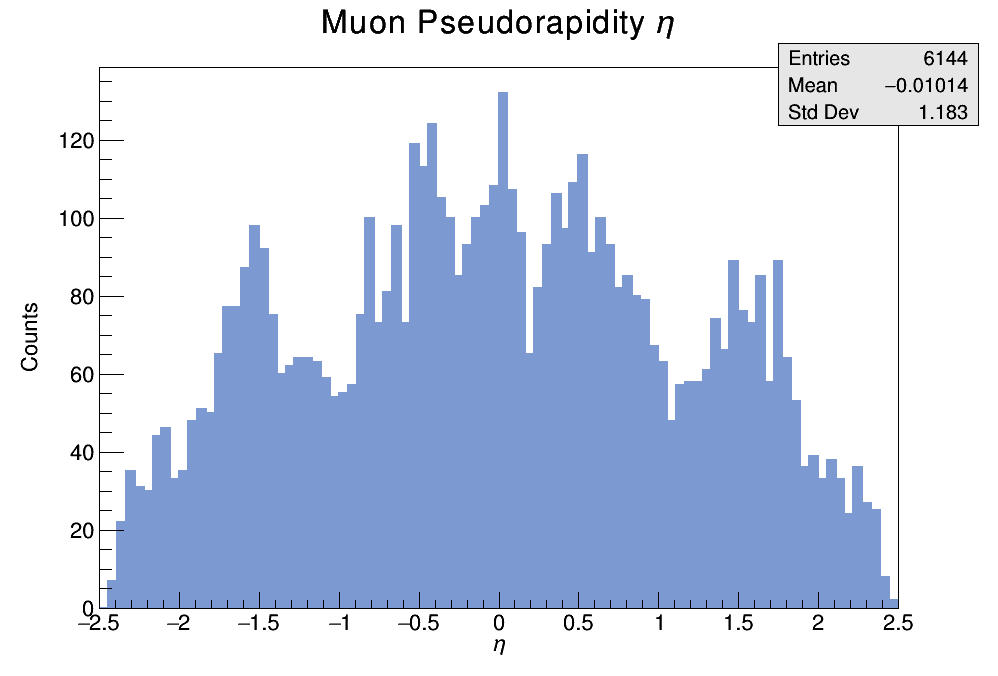 Muon Pseudorapidity η
Entries 6144
Mean −0.01014
Std Dev 1.183
120
100
80
60
40
20
0
Counts
−2.5 −2 −1.5 −1 −0.5 0 0.5 1 1.5 2 2.5
η